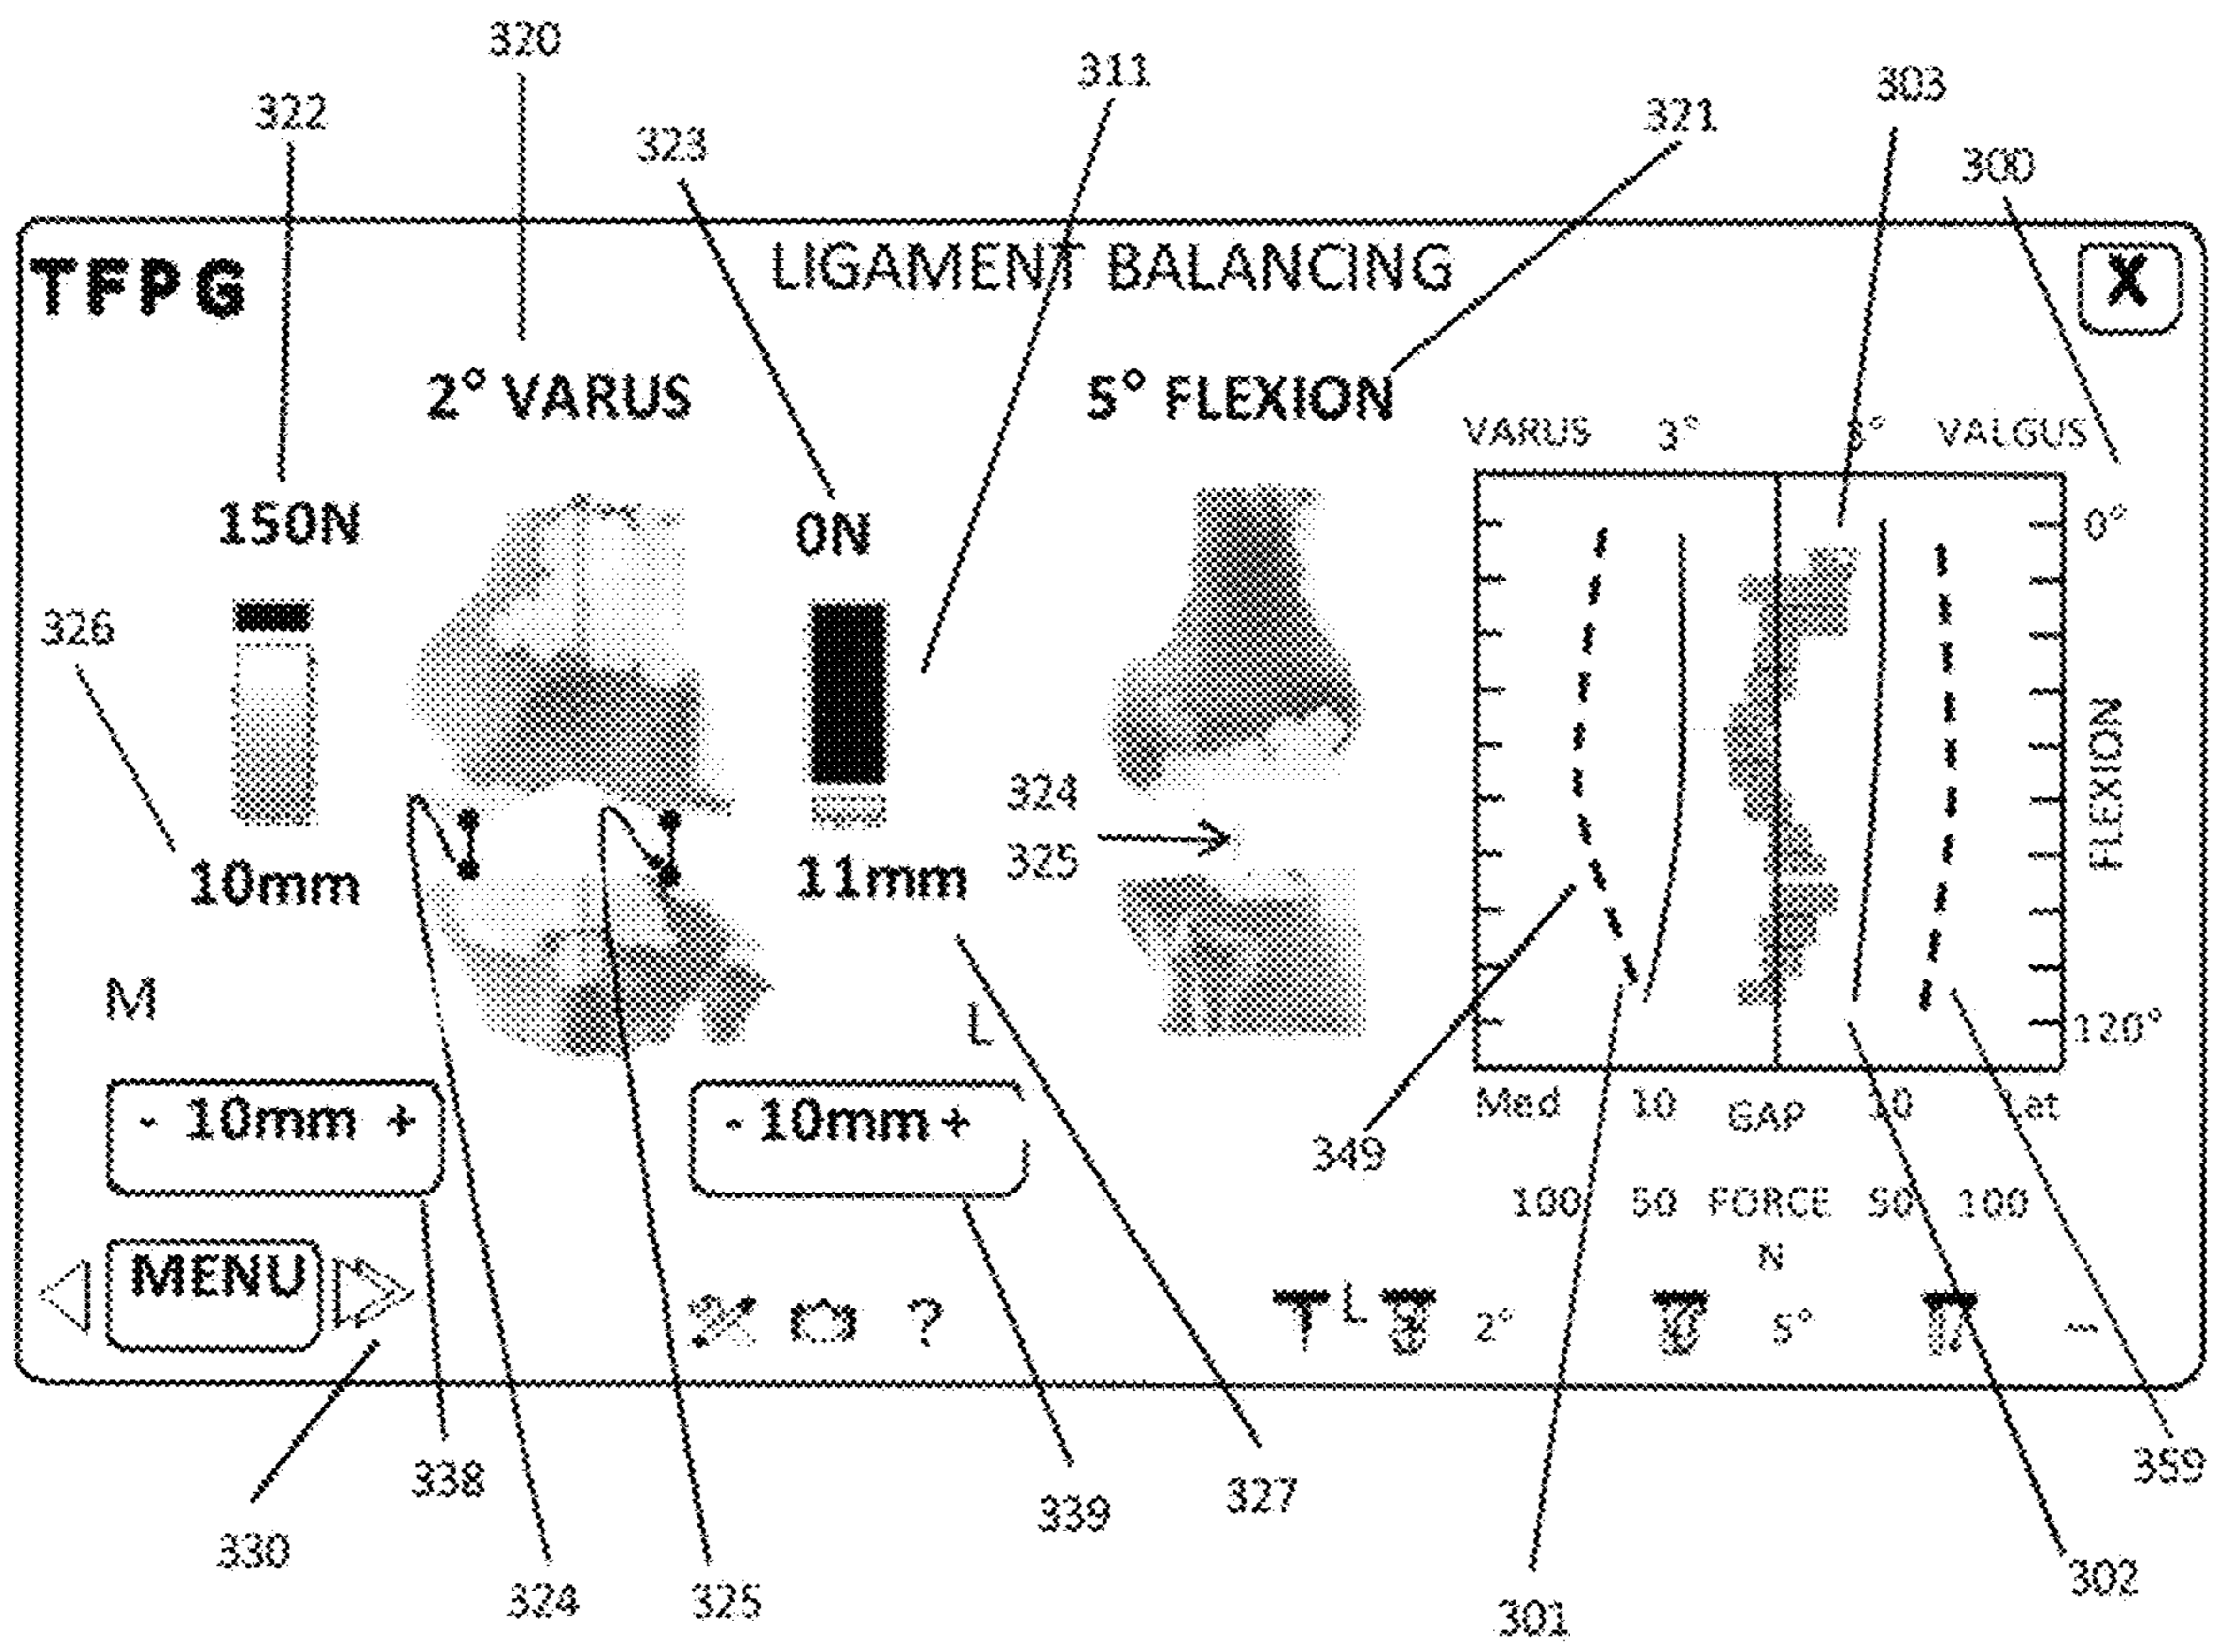 320
311
303
322
321
323
300
LIGAMENT BALANCING
TFPG
X
2° VARUS
5° FLEXION
VARUS 3° 3° VALGUS
150N
0N
0°
326
324
325
10mm
11mm
FLEXION
M
L
120°
Med 10 GAP 10 Lat
- 10mm +
- 10mm +
349
100 50 FORCE 50 100
N
MENU
?
L
2°
5°
---
338
339
327
359
330
324
325
301
302